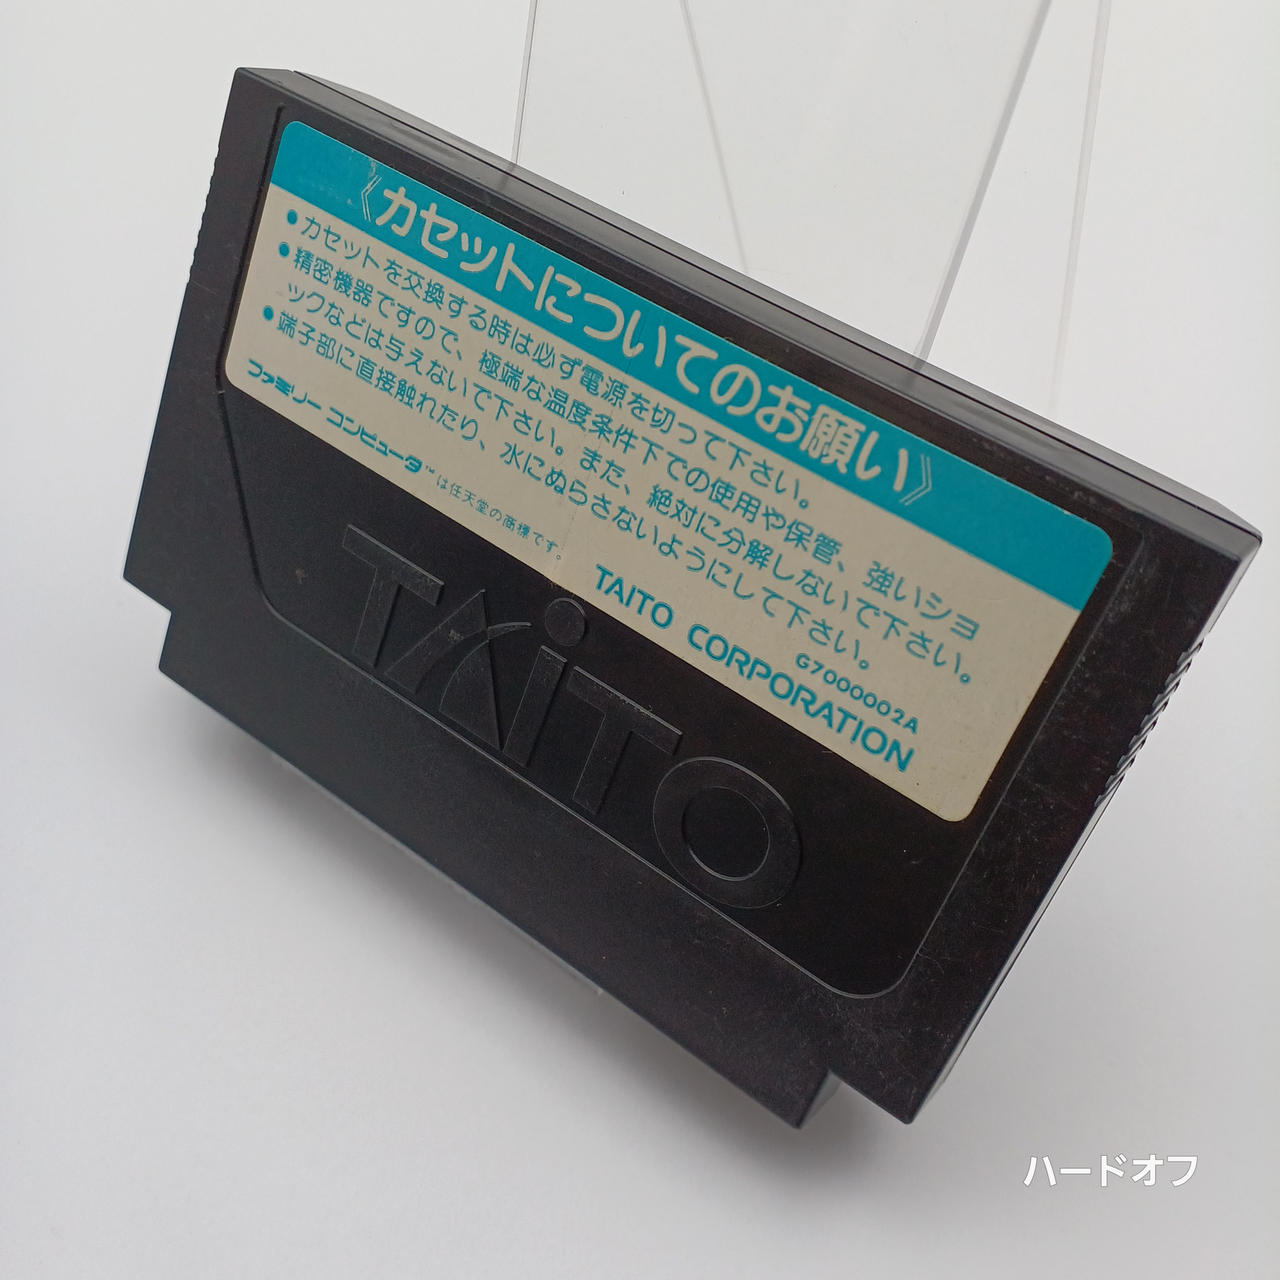 《カセットについてのお願い》
●カセットを交換する時は必ず電源を切って下さい。
●精密機器ですので、極端な温度条件下での使用や保管、強いショ
ックなどは与えないで下さい。また、絶対に分解しないで下さい。
●端子部に直接触れたり、水にぬらさないようにして下さい。
G7000002A
ファミリー コンピュータ™は任天堂の商標です。
TAITO CORPORATION
TAiTO
ハードオフ